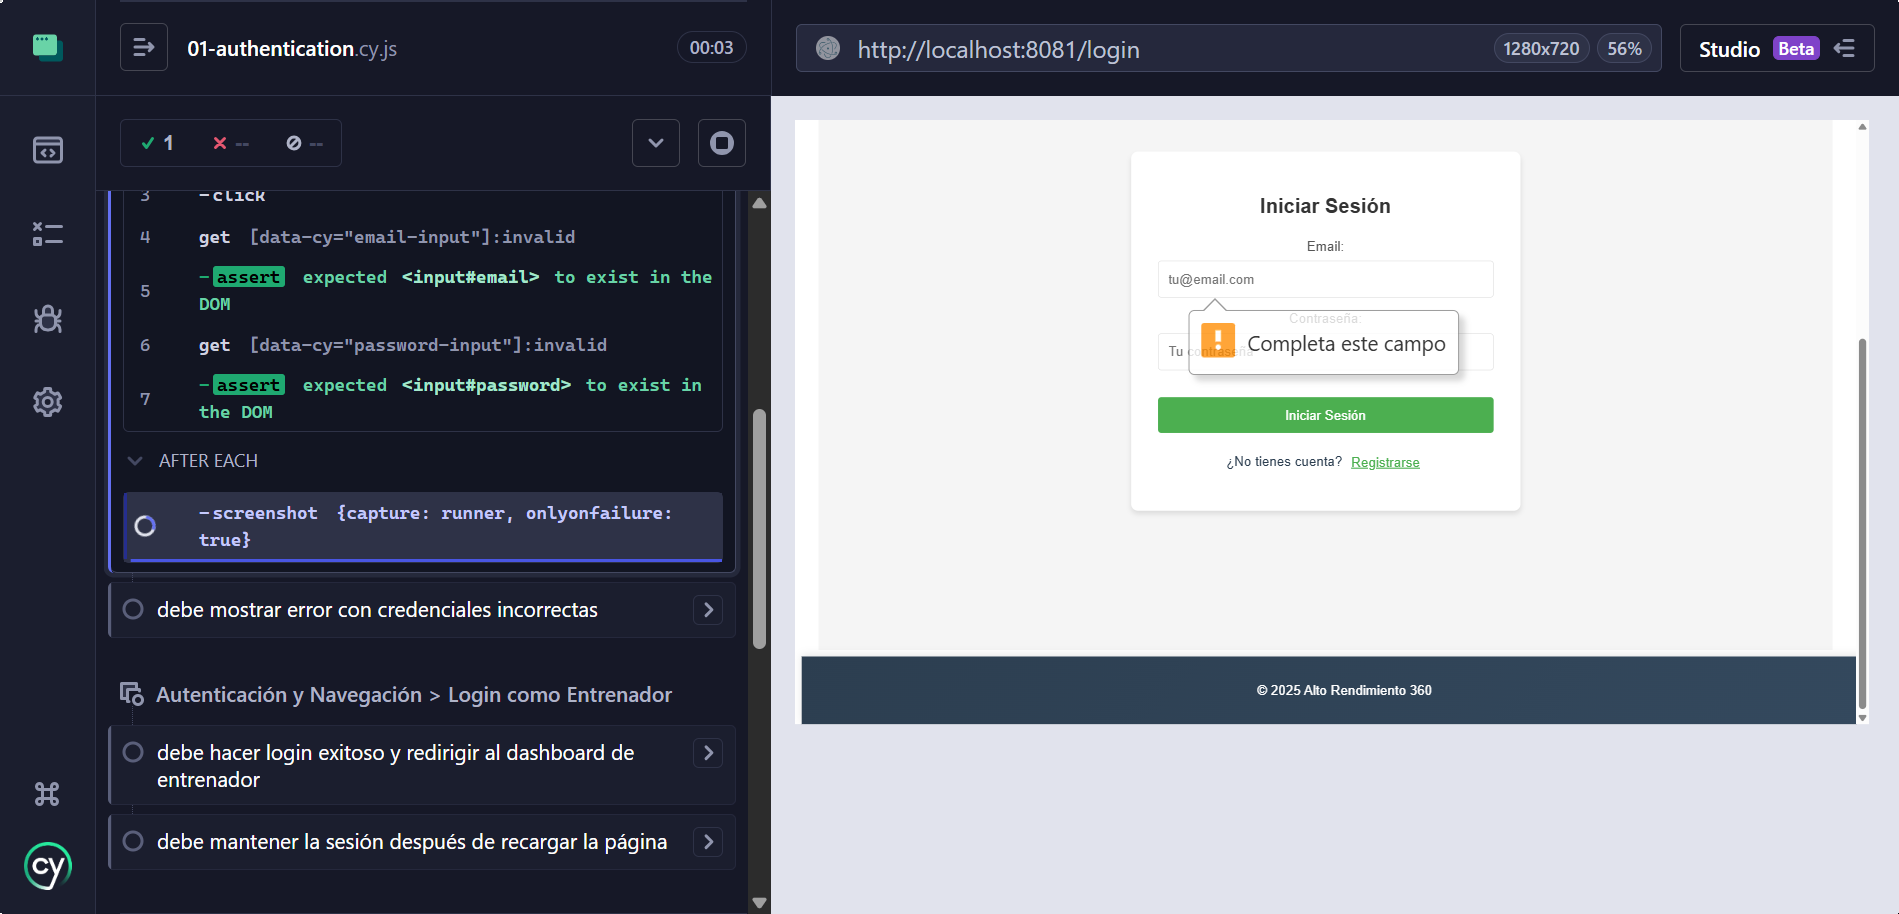 01-authentication.cy.js
00:03
1
--
--
3 -click
4 get [data-cy="email-input"]:invalid
5 -assert expected <input#email> to exist in the
DOM
6 get [data-cy="password-input"]:invalid
7 -assert expected <input#password> to exist in
the DOM
AFTER EACH
-screenshot {capture: runner, onlyonfailure:
true}
debe mostrar error con credenciales incorrectas
Autenticación y Navegación > Login como Entrenador
debe hacer login exitoso y redirigir al dashboard de
entrenador
debe mantener la sesión después de recargar la página
cy
http://localhost:8081/login
1280x720
56%
Studio Beta
Iniciar Sesión
Email:
tu@email.com
Contraseña:
Tu contraseña
Completa este campo
Iniciar Sesión
¿No tienes cuenta? Registrarse
© 2025 Alto Rendimiento 360